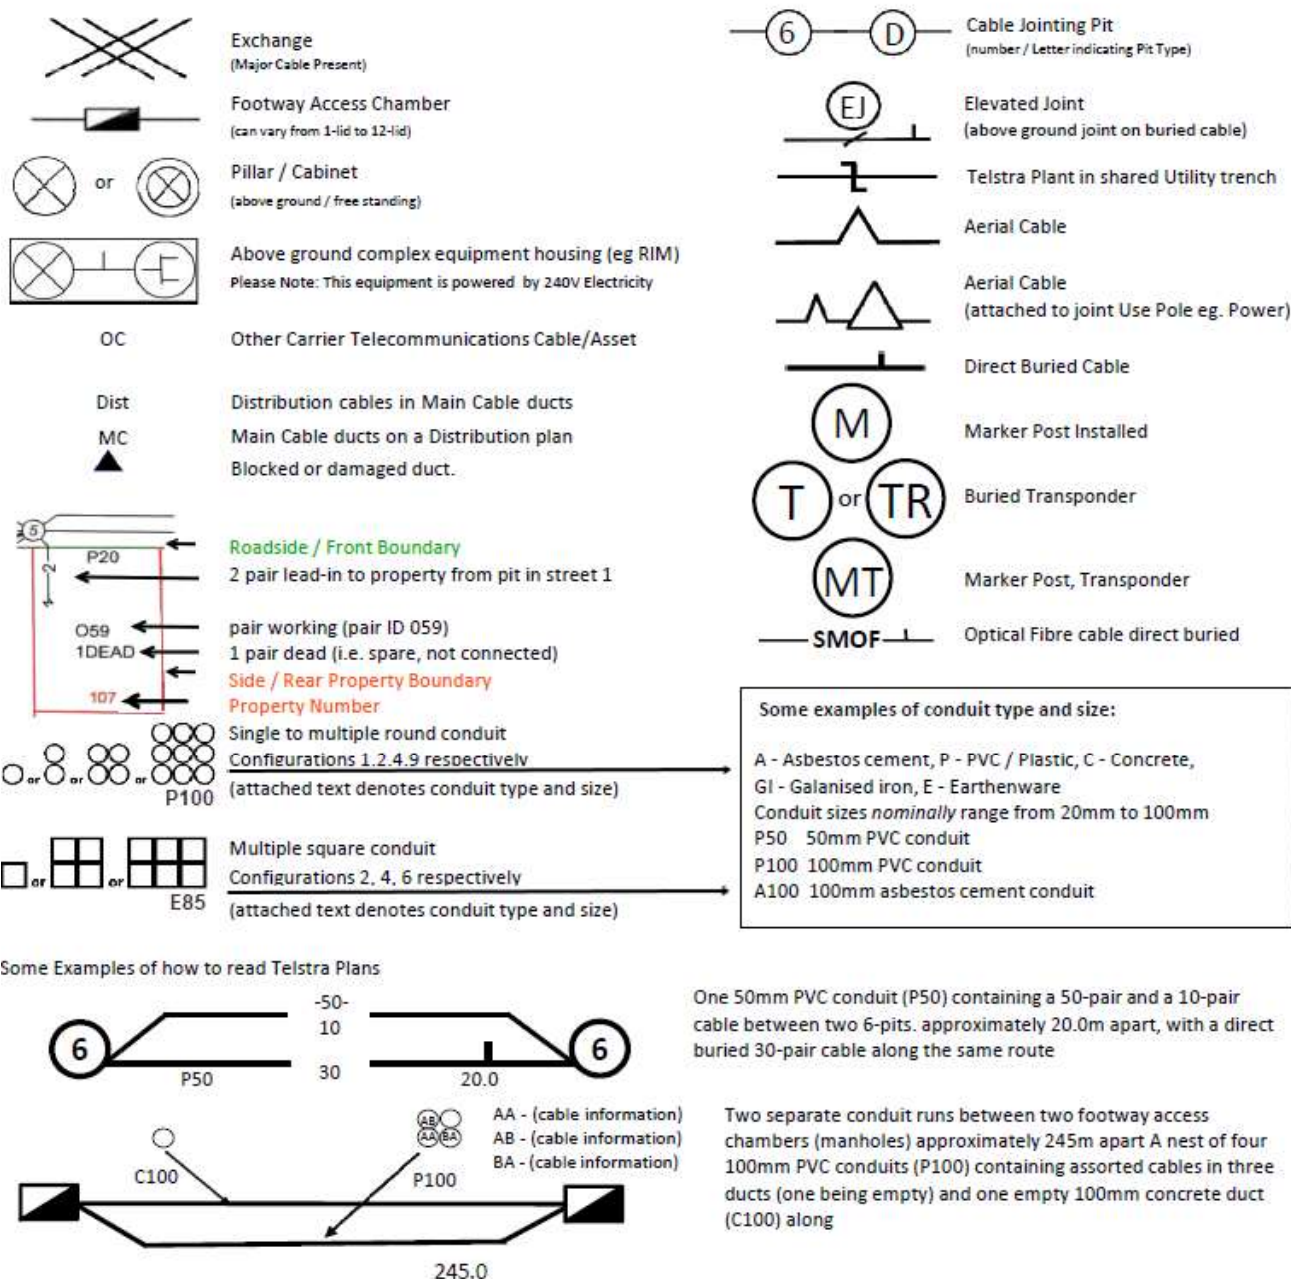 Exchange
(Major Cable Present)
Footway Access Chamber
(can vary from 1-lid to 12-lid)
or
Pillar / Cabinet
(above ground / free standing)
Above ground complex equipment housing (eg RIM)
Please Note: This equipment is powered by 240V Electricity
OC
Other Carrier Telecommunications Cable/Asset
Dist
Distribution cables in Main Cable ducts
MC
Main Cable ducts on a Distribution plan
Blocked or damaged duct.
5
P20
2
Roadside / Front Boundary
2 pair lead-in to property from pit in street 1
O59
pair working (pair ID 059)
1DEAD
1 pair dead (i.e. spare, not connected)
Side / Rear Property Boundary
107
Property Number
Single to multiple round conduit
or or or
Configurations 1.2.4.9 respectively
P100
(attached text denotes conduit type and size)
Multiple square conduit
or or
Configurations 2, 4, 6 respectively
E85
(attached text denotes conduit type and size)
6 D
Cable Jointing Pit
(number / Letter indicating Pit Type)
EJ
Elevated Joint
(above ground joint on buried cable)
Telstra Plant in shared Utility trench
Aerial Cable
Aerial Cable
(attached to joint Use Pole eg. Power)
Direct Buried Cable
M
Marker Post Installed
T or TR
Buried Transponder
MT
Marker Post, Transponder
SMOF
Optical Fibre cable direct buried
Some examples of conduit type and size:
A - Asbestos cement, P - PVC / Plastic, C - Concrete,
GI - Galanised iron, E - Earthenware
Conduit sizes nominally range from 20mm to 100mm
P50 50mm PVC conduit
P100 100mm PVC conduit
A100 100mm asbestos cement conduit
Some Examples of how to read Telstra Plans
-50-
10
6 6
P50 30 20.0
One 50mm PVC conduit (P50) containing a 50-pair and a 10-pair
cable between two 6-pits. approximately 20.0m apart, with a direct
buried 30-pair cable along the same route
C100
AB
AA BA
P100
AA - (cable information)
AB - (cable information)
BA - (cable information)
245.0
Two separate conduit runs between two footway access
chambers (manholes) approximately 245m apart A nest of four
100mm PVC conduits (P100) containing assorted cables in three
ducts (one being empty) and one empty 100mm concrete duct
(C100) along